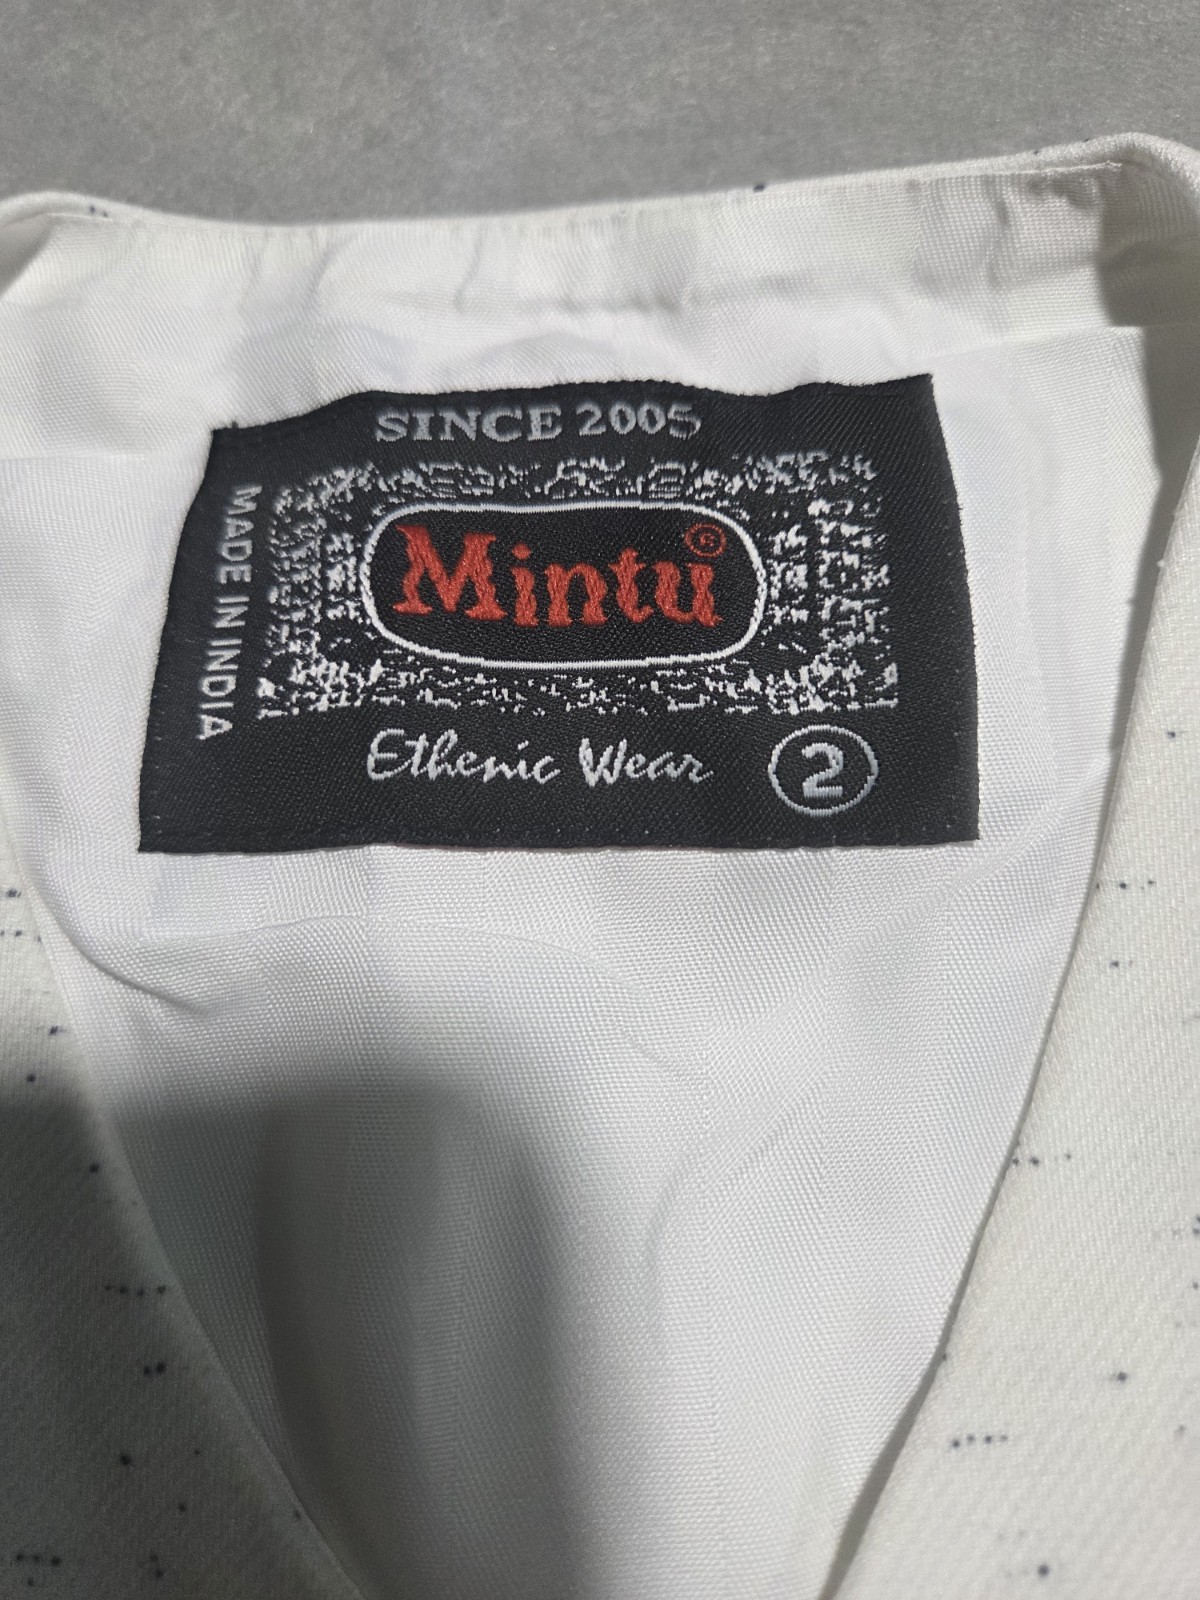 SINCE 2005
MADE IN INDIA
Mintu ®
Ethenic Wear
2